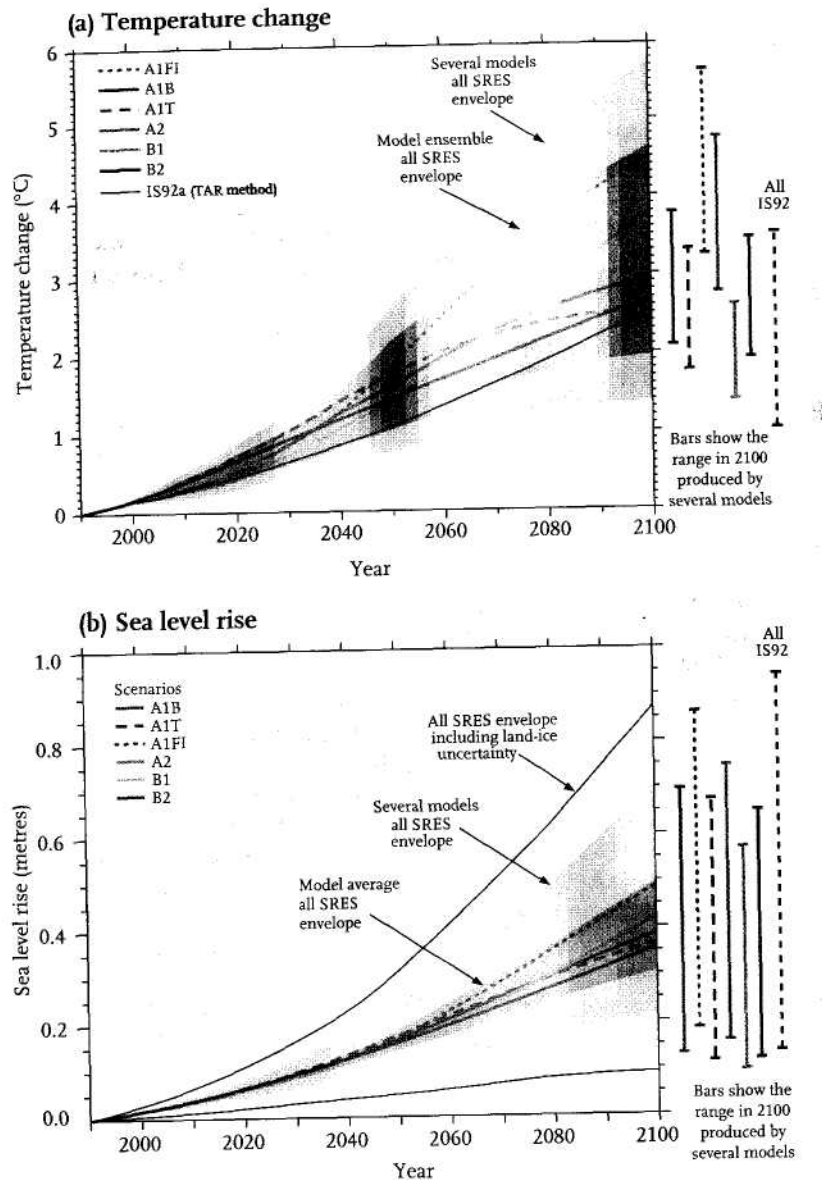 (a) Temperature change
6
5
4
3
2
1
0
Temperature change (°C)
A1FI
A1B
A1T
A2
B1
B2
IS92a (TAR method)
Several models
all SRES
envelope
Model ensemble
all SRES
envelope
All
IS92
Bars show the
range in 2100
produced by
several models
2000
2020
2040
2060
2080
2100
Year
(b) Sea level rise
1.0
0.8
0.6
0.4
0.2
0.0
Sea level rise (metres)
Scenarios
A1B
A1T
A1FI
A2
B1
B2
All SRES envelope
including land-ice
uncertainty
Several models
all SRES
envelope
Model average
all SRES
envelope
All
IS92
Bars show the
range in 2100
produced by
several models
2000
2020
2040
2060
2080
2100
Year